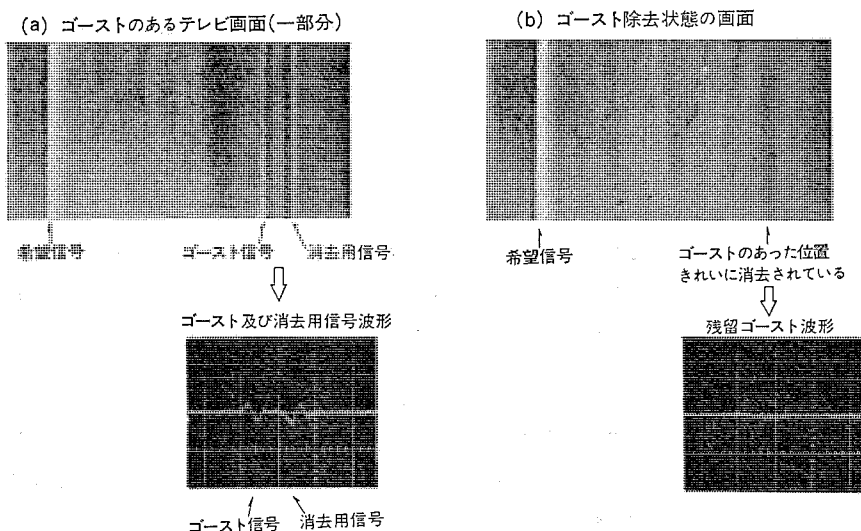 (a) ゴーストのあるテレビ画面(一部分)
希望信号
ゴースト信号
消去用信号
ゴースト及び消去用信号波形
ゴースト信号
消去用信号
(b) ゴースト除去状態の画面
希望信号
ゴーストのあった位置
きれいに消去されている
残留ゴースト波形